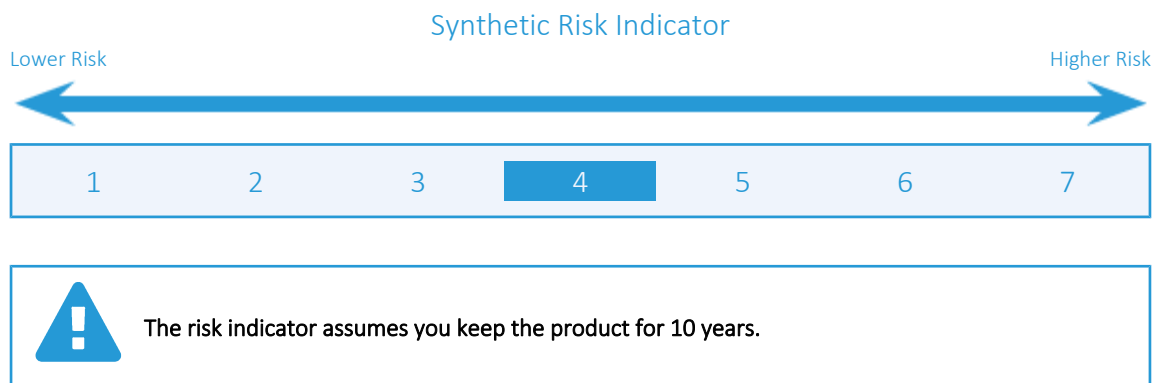 Synthetic Risk Indicator
Lower Risk Higher Risk
1 2 3 4 5 6 7
The risk indicator assumes you keep the product for 10 years.